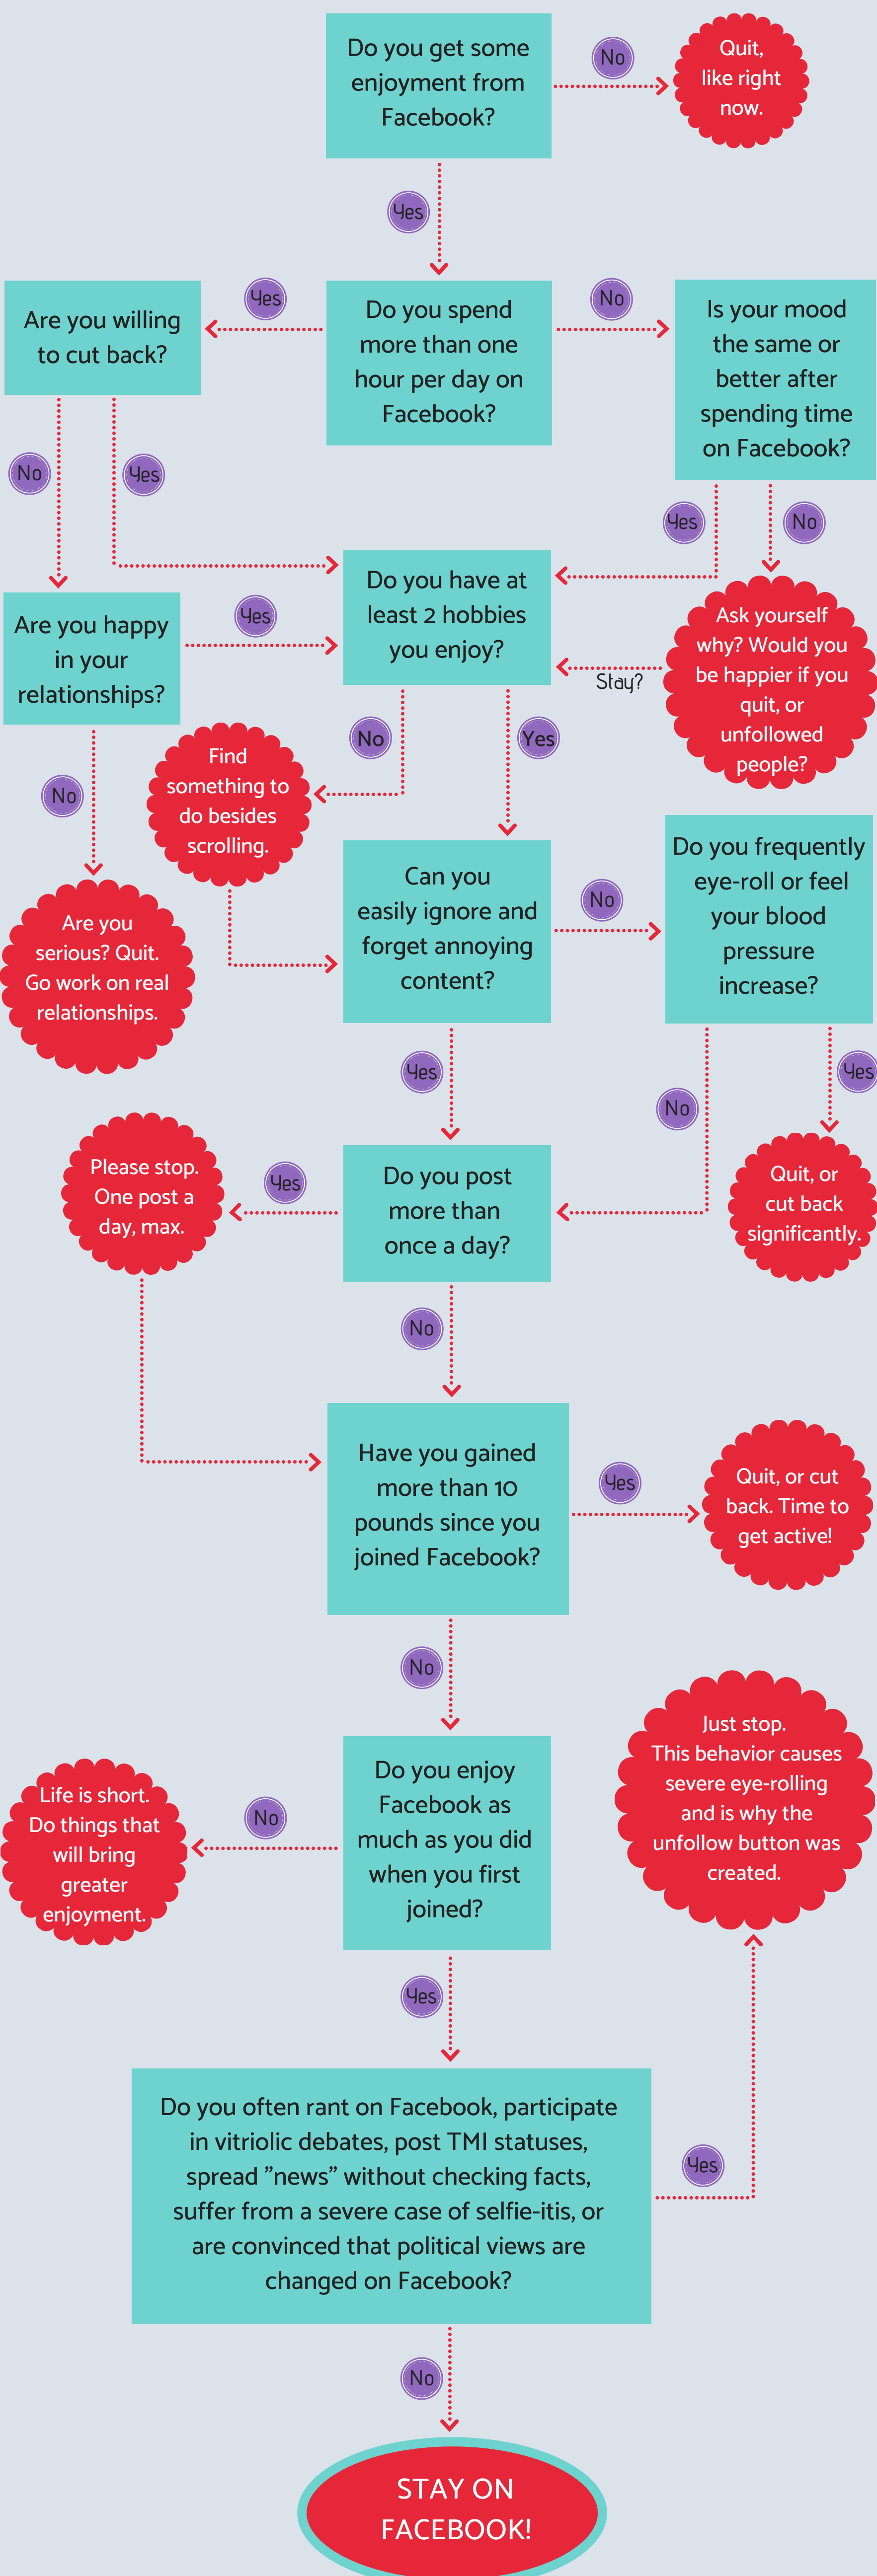 Do you get some
enjoyment from
Facebook?
No
Quit,
like right
now.
Yes
Are you willing
to cut back?
Yes
Do you spend
more than one
hour per day on
Facebook?
No
Is your mood
the same or
better after
spending time
on Facebook?
No
Yes
Yes
No
Do you have at
least 2 hobbies
you enjoy?
Are you happy
in your
relationships?
Yes
Stay?
Ask yourself
why? Would you
be happier if you
quit, or
unfollowed
people?
No
Yes
No
Find
something to
do besides
scrolling.
Are you
serious? Quit.
Go work on real
relationships.
Can you
easily ignore and
forget annoying
content?
No
Do you frequently
eye-roll or feel
your blood
pressure
increase?
Yes
No
Yes
Please stop.
One post a
day, max.
Yes
Do you post
more than
once a day?
Quit, or
cut back
significantly.
No
Have you gained
more than 10
pounds since you
joined Facebook?
Yes
Quit, or cut
back. Time to
get active!
No
Life is short.
Do things that
will bring
greater
enjoyment.
No
Do you enjoy
Facebook as
much as you did
when you first
joined?
Just stop.
This behavior causes
severe eye-rolling
and is why the
unfollow button was
created.
Yes
Do you often rant on Facebook, participate
in vitriolic debates, post TMI statuses,
spread "news" without checking facts,
suffer from a severe case of selfie-itis, or
are convinced that political views are
changed on Facebook?
Yes
No
STAY ON
FACEBOOK!